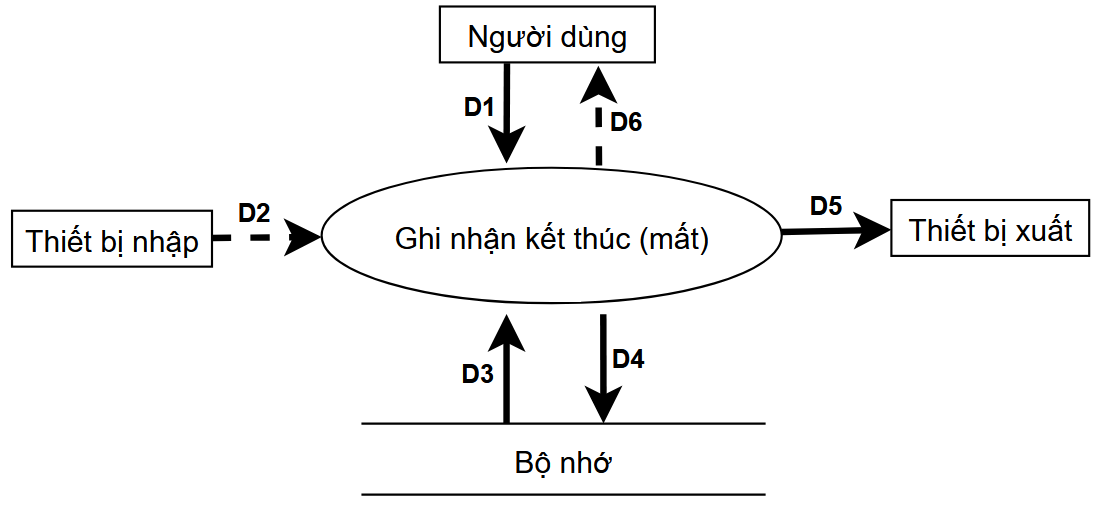 Người dùng
D1
D6
D2
D5
Thiết bị nhập
Ghi nhận kết thúc (mất)
Thiết bị xuất
D3
D4
Bộ nhớ